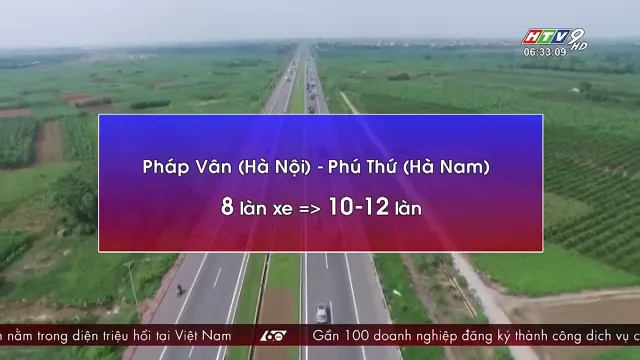 HTV9 HD
06:33:09
Pháp Vân (Hà Nội) - Phú Thứ (Hà Nam)
8 làn xe => 10-12 làn
nằm trong diện triệu hồi tại Việt Nam
Gần 100 doanh nghiệp đăng ký thành công dịch vụ c